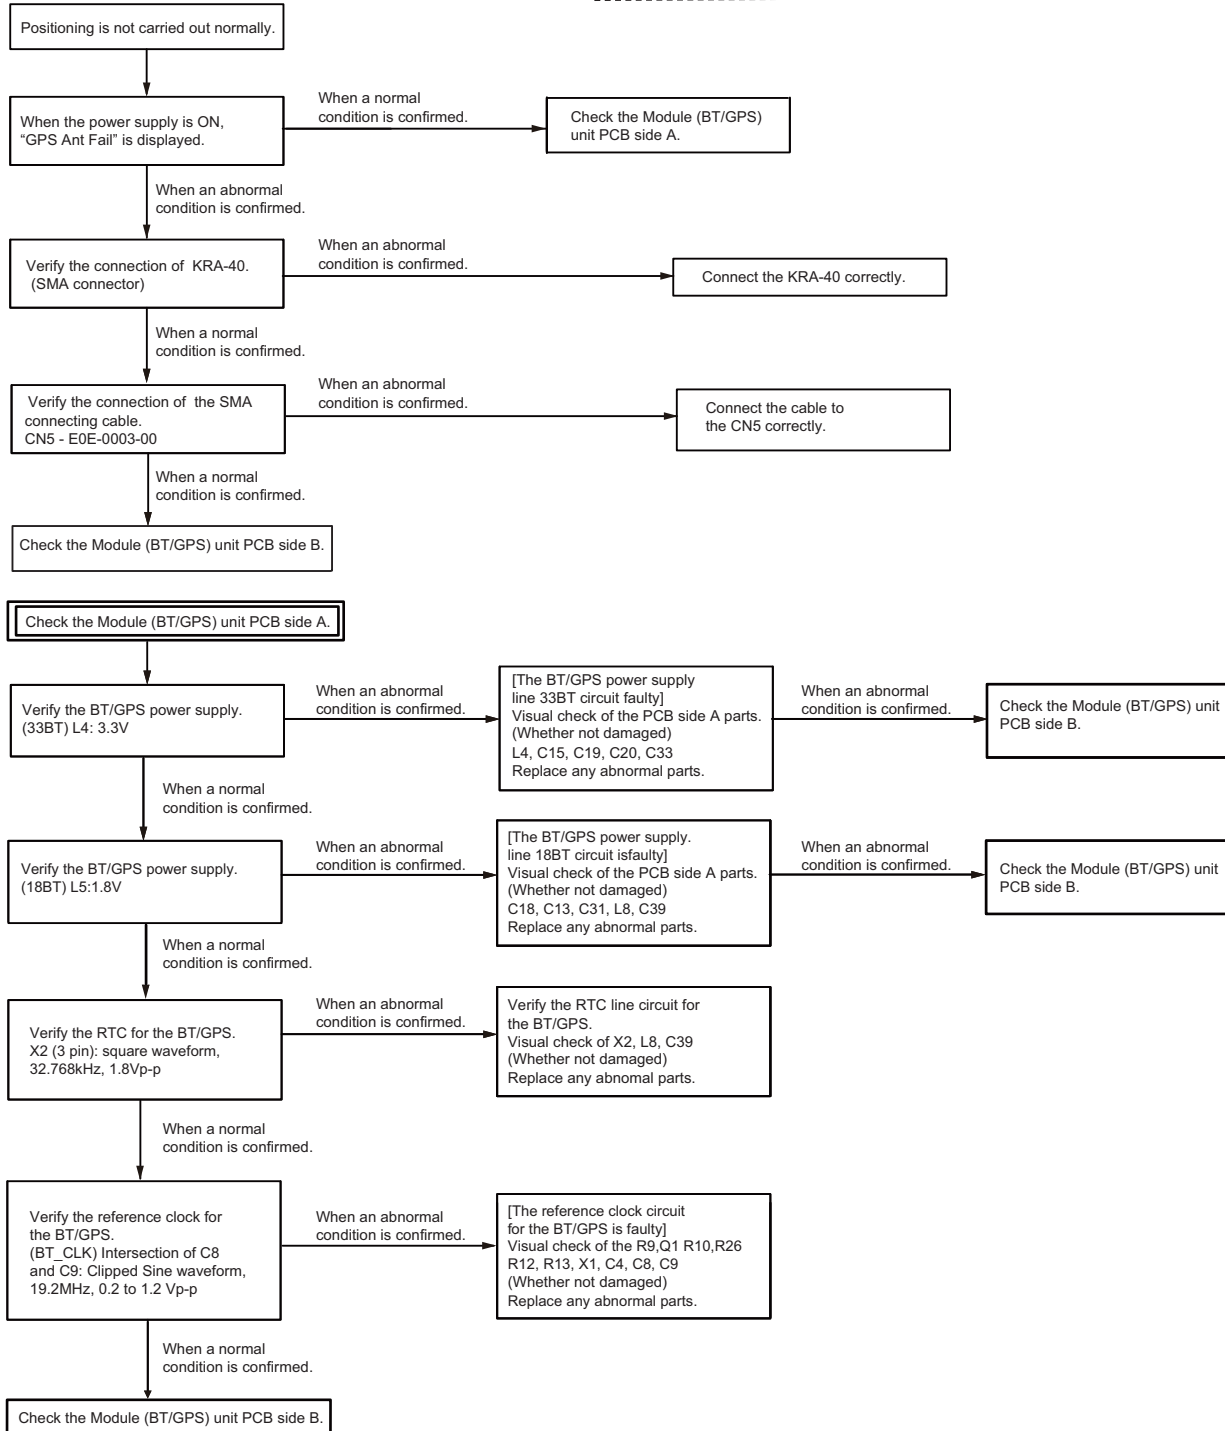 Positioning is not carried out normally.
When the power supply is ON,
“GPS Ant Fail” is displayed.
When a normal
condition is confirmed.
Check the Module (BT/GPS)
unit PCB side A.
When an abnormal
condition is confirmed.
Verify the connection of KRA-40.
(SMA connector)
When an abnormal
condition is confirmed.
Connect the KRA-40 correctly.
When a normal
condition is confirmed.
Verify the connection of the SMA
connecting cable.
CN5 - E0E-0003-00
When an abnormal
condition is confirmed.
Connect the cable to
the CN5 correctly.
When a normal
condition is confirmed.
Check the Module (BT/GPS) unit PCB side B.
Check the Module (BT/GPS) unit PCB side A.
Verify the BT/GPS power supply.
(33BT) L4: 3.3V
When an abnormal
condition is confirmed.
[The BT/GPS power supply
line 33BT circuit faulty]
Visual check of the PCB side A parts.
(Whether not damaged)
L4, C15, C19, C20, C33
Replace any abnormal parts.
When an abnormal
condition is confirmed.
Check the Module (BT/GPS) unit
PCB side B.
When a normal
condition is confirmed.
Verify the BT/GPS power supply.
(18BT) L5:1.8V
When an abnormal
condition is confirmed.
[The BT/GPS power supply.
line 18BT circuit isfaulty]
Visual check of the PCB side A parts.
(Whether not damaged)
C18, C13, C31, L8, C39
Replace any abnormal parts.
When an abnormal
condition is confirmed.
Check the Module (BT/GPS) unit
PCB side B.
When a normal
condition is confirmed.
Verify the RTC for the BT/GPS.
X2 (3 pin): square waveform,
32.768kHz, 1.8Vp-p
When an abnormal
condition is confirmed.
Verify the RTC line circuit for
the BT/GPS.
Visual check of X2, L8, C39
(Whether not damaged)
Replace any abnomal parts.
When a normal
condition is confirmed.
Verify the reference clock for
the BT/GPS.
(BT_CLK) Intersection of C8
and C9: Clipped Sine waveform,
19.2MHz, 0.2 to 1.2 Vp-p
When an abnormal
condition is confirmed.
[The reference clock circuit
for the BT/GPS is faulty]
Visual check of the R9,Q1 R10,R26
R12, R13, X1, C4, C8, C9
(Whether not damaged)
Replace any abnormal parts.
When a normal
condition is confirmed.
Check the Module (BT/GPS) unit PCB side B.